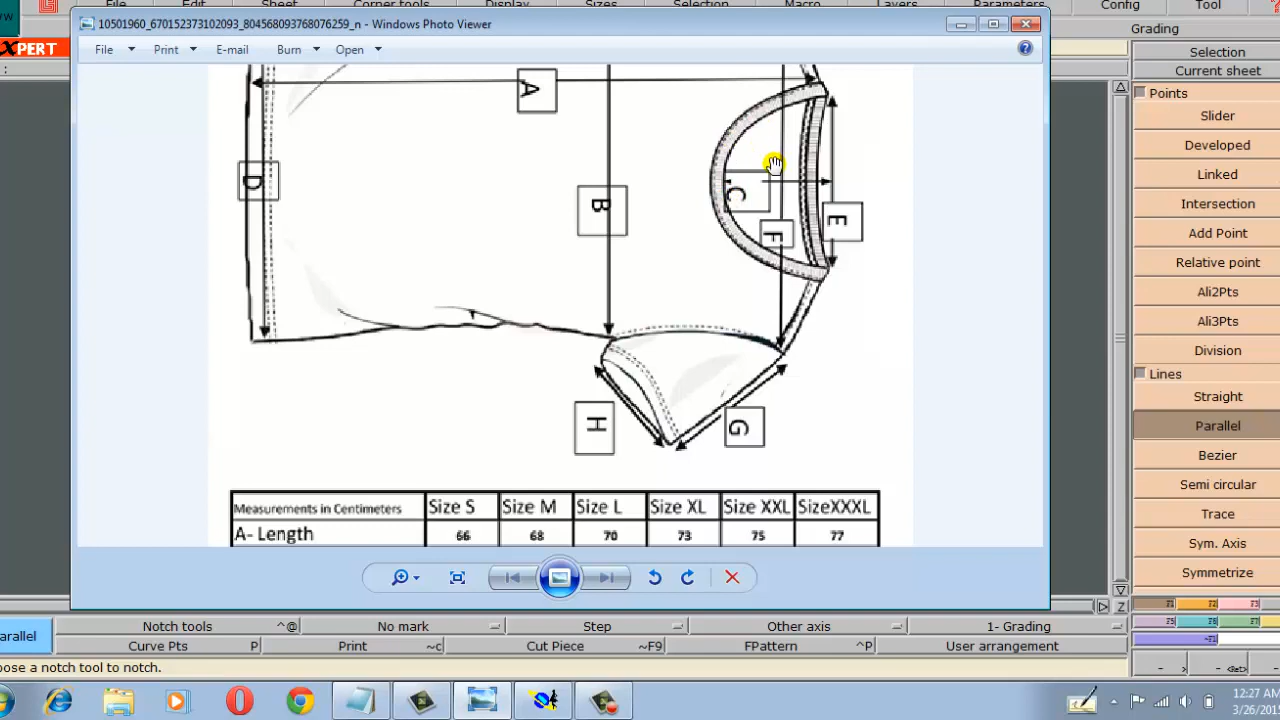 File Piece Sheet Corner tools Display Sizes Selection Macro Layers Parameters Config Tool
10501960_670152373102093_804568093768076259_n - Windows Photo Viewer
XPERT
Grading
File Print E-mail Burn Open
Selection
Current sheet
Points
Slider
Developed
Linked
Intersection
Add Point
Relative point
Ali2Pts
Ali3Pts
Division
Lines
Straight
Parallel
Bezier
Semi circular
Trace
Sym. Axis
Symmetrize
A
D
B
C
E
F
H
G
Measurements in Centimeters Size S Size M Size L Size XL Size XXL SizeXXXL
A- Length 66 68 70 73 75 77
Z
arallel
Notch tools ^@ No mark Step Other axis 1- Grading
Curve Pts P Print ~c Cut Piece ~F9 FPattern ^P User arrangement
oose a notch tool to notch.
12:27 AM
3/26/201